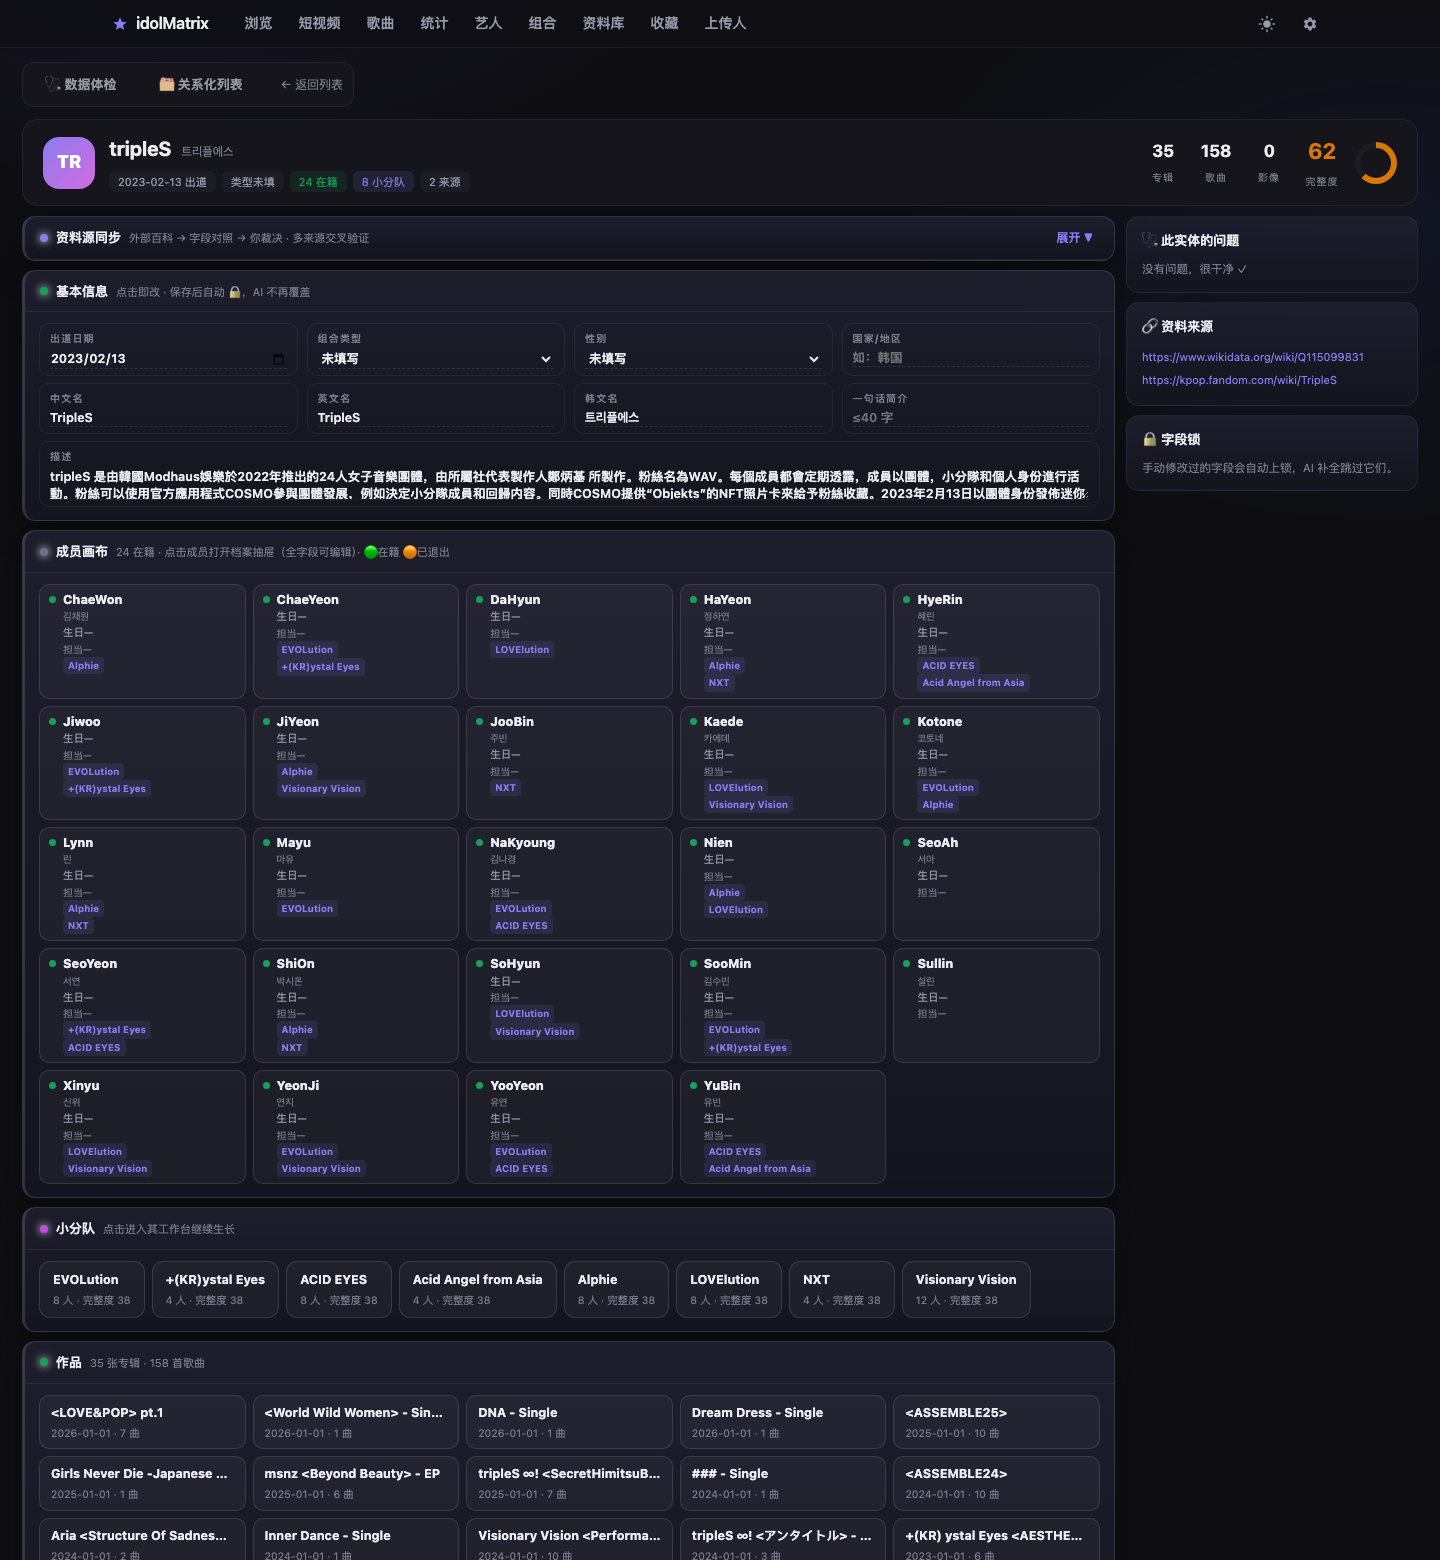 ★ idolMatrix 浏览 短视频 歌曲 统计 艺人 组合 资料库 收藏 上传人
🩺 数据体检 🗂️ 关系化列表 ← 返回列表
TR
tripleS 트리플에스
2023-02-13 出道 类型未填 24 在籍 8 小分队 2 来源
35 专辑
158 歌曲
0 影像
62 完整度
资料源同步 外部百科 → 字段对照 → 你裁决 · 多来源交叉验证 展开 ▼
基本信息 点击即改 · 保存后自动 🔒，AI 不再覆盖
出道日期
2023/02/13
组合类型
未填写
性别
未填写
国家/地区
如：韩国
中文名
TripleS
英文名
TripleS
韩文名
트리플에스
一句话简介
≤40 字
描述
tripleS 是由韓國Modhaus娛樂於2022年推出的24人女子音樂團體，由所屬社代表製作人鄭炳基 所製作。粉絲名為WAV。每個成員都會定期透露，成員以團體，小分隊和個人身份進行活
動。粉絲可以使用官方應用程式COSMO參與團體發展，例如決定小分隊成員和回歸內容。同時COSMO提供“Objekts”的NFT照片卡來給予粉絲收藏。2023年2月13日以團體身份發佈迷你
🩺 此实体的问题
没有问题，很干净 ✓
🔗 资料来源
https://www.wikidata.org/wiki/Q115099831
https://kpop.fandom.com/wiki/TripleS
🔒 字段锁
手动修改过的字段会自动上锁，AI 补全跳过它们。
成员画布 24 在籍 · 点击成员打开档案抽屉（全字段可编辑）· 🟢在籍 🟠已退出
ChaeWon
김채원
生日—
担当—
Alphie
ChaeYeon
生日—
担当—
EVOLution
+(KR)ystal Eyes
DaHyun
生日—
担当—
LOVElution
HaYeon
정하연
生日—
担当—
Alphie
NXT
HyeRin
혜린
生日—
担当—
ACID EYES
Acid Angel from Asia
Jiwoo
生日—
担当—
EVOLution
+(KR)ystal Eyes
JiYeon
生日—
担当—
Alphie
Visionary Vision
JooBin
주빈
生日—
担当—
NXT
Kaede
카에데
生日—
担当—
LOVElution
Visionary Vision
Kotone
코토네
生日—
担当—
EVOLution
Alphie
Lynn
린
生日—
担当—
Alphie
NXT
Mayu
마유
生日—
担当—
EVOLution
NaKyoung
김나경
生日—
担当—
EVOLution
ACID EYES
Nien
生日—
担当—
Alphie
LOVElution
SeoAh
서아
生日—
担当—
SeoYeon
서연
生日—
担当—
+(KR)ystal Eyes
ACID EYES
ShiOn
박시온
生日—
担当—
Alphie
NXT
SoHyun
生日—
担当—
LOVElution
Visionary Vision
SooMin
김수민
生日—
担当—
EVOLution
+(KR)ystal Eyes
Sullin
설린
生日—
担当—
Xinyu
신위
生日—
担当—
LOVElution
Visionary Vision
YeonJi
연지
生日—
担当—
EVOLution
Visionary Vision
YooYeon
유연
生日—
担当—
EVOLution
ACID EYES
YuBin
유빈
生日—
担当—
ACID EYES
Acid Angel from Asia
小分队 点击进入其工作台继续生长
EVOLution
8 人 · 完整度 38
+(KR)ystal Eyes
4 人 · 完整度 38
ACID EYES
8 人 · 完整度 38
Acid Angel from Asia
4 人 · 完整度 38
Alphie
8 人 · 完整度 38
LOVElution
8 人 · 完整度 38
NXT
4 人 · 完整度 38
Visionary Vision
12 人 · 完整度 38
作品 35 张专辑 · 158 首歌曲
<LOVE&POP> pt.1
2026-01-01 · 7 曲
<World Wild Women> - Sin...
2026-01-01 · 1 曲
DNA - Single
2026-01-01 · 1 曲
Dream Dress - Single
2026-01-01 · 1 曲
<ASSEMBLE25>
2025-01-01 · 10 曲
Girls Never Die -Japanese ...
2025-01-01 · 1 曲
msnz <Beyond Beauty> - EP
2025-01-01 · 6 曲
tripleS ∞! <SecretHimitsuB...
2025-01-01 · 7 曲
### - Single
2024-01-01 · 1 曲
<ASSEMBLE24>
2024-01-01 · 10 曲
Aria <Structure Of Sadnes...
2024-01-01 · 2 曲
Inner Dance - Single
2024-01-01 · 1 曲
Visionary Vision <Performa...
2024-01-01 · 10 曲
tripleS ∞! <アンタイトル> - ...
2024-01-01 · 3 曲
+(KR) ystal Eyes <AESTHE...
2023-01-01 · 6 曲